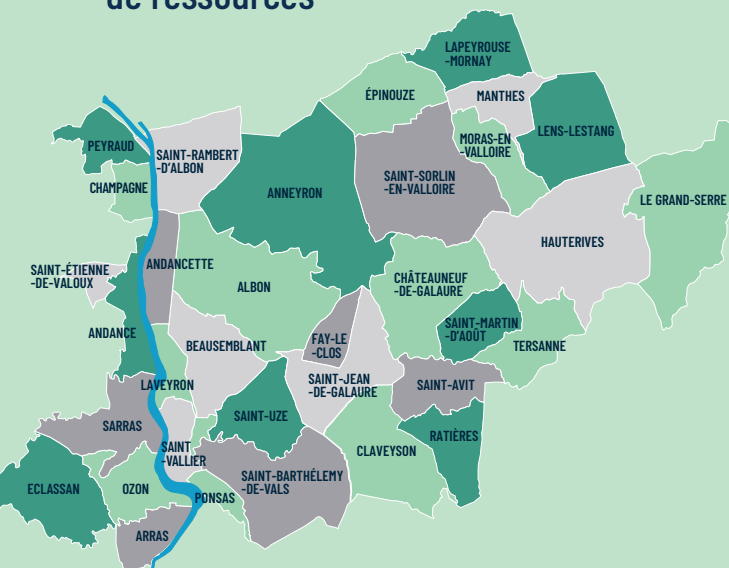 de ressources
LAPEYROUSE
-MORNAY
ÉPINOUZE
MANTHES
PEYRAUD
SAINT-RAMBERT
-D'ALBON
MORAS-EN
-VALLOIRE
LENS-LESTANG
CHAMPAGNE
ANNEYRON
SAINT-SORLIN
-EN-VALLOIRE
LE GRAND-SERRE
HAUTERIVES
SAINT-ÉTIENNE
-DE-VALOUX
ANDANCETTE
ALBON
CHÂTEAUNEUF
-DE-GALAURE
ANDANCE
BEAUSEMBLANT
FAY-LE
-CLOS
SAINT-MARTIN
-D'AOÛT
TERSANNE
LAVEYRON
SAINT-JEAN
-DE-GALAURE
SAINT-AVIT
SARRAS
SAINT-UZE
SAINT
-VALLIER
CLAVEYSON
RATIÈRES
ECLASSAN
OZON
PONSAS
SAINT-BARTHÉLEMY
-DE-VALS
ARRAS